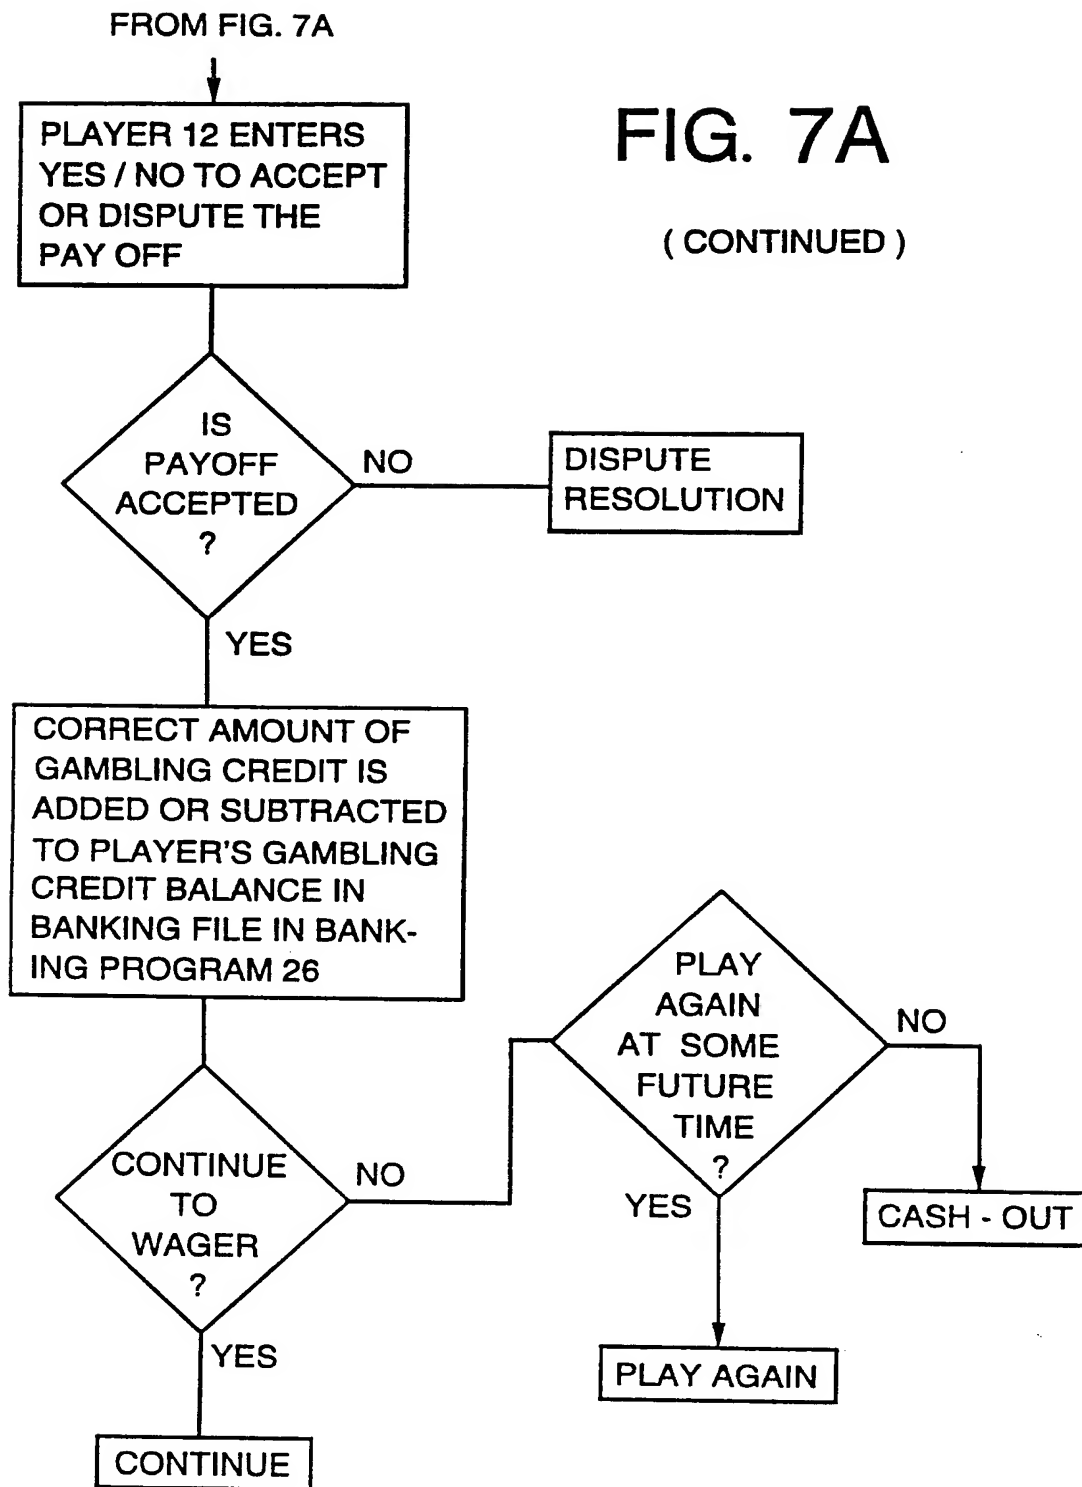 FROM FIG. 7A
FIG. 7A
( CONTINUED )
PLAYER 12 ENTERS
YES / NO TO ACCEPT
OR DISPUTE THE
PAY OFF
IS
PAYOFF
ACCEPTED
?
NO
DISPUTE
RESOLUTION
YES
CORRECT AMOUNT OF
GAMBLING CREDIT IS
ADDED OR SUBTRACTED
TO PLAYER'S GAMBLING
CREDIT BALANCE IN
BANKING FILE IN BANK-
ING PROGRAM 26
CONTINUE
TO
WAGER
?
NO
PLAY
AGAIN
AT SOME
FUTURE
TIME
?
NO
CASH - OUT
YES
PLAY AGAIN
YES
CONTINUE